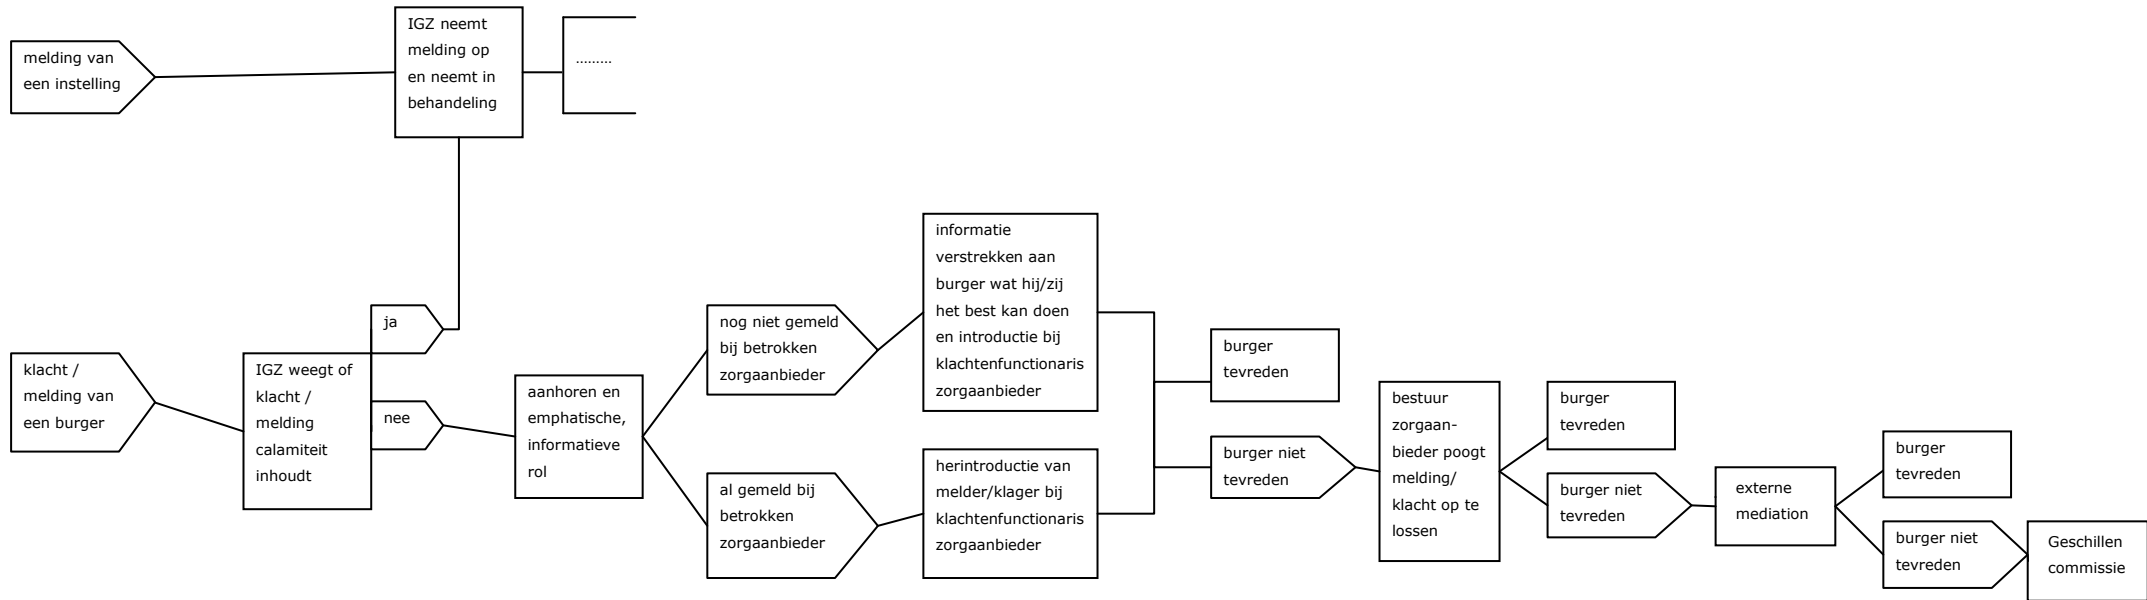 melding van
een instelling
IGZ neemt
melding op
en neemt in
behandeling
.........
klacht /
melding van
een burger
IGZ weegt of
klacht /
melding
calamiteit
inhoudt
ja
nee
aanhoren en
emphatische,
informatieve
rol
nog niet gemeld
bij betrokken
zorgaanbieder
al gemeld bij
betrokken
zorgaanbieder
informatie
verstrekken aan
burger wat hij/zij
het best kan doen
en introductie bij
klachtenfunctionaris
zorgaanbieder
herintroductie van
melder/klager bij
klachtenfunctionaris
zorgaanbieder
burger
tevreden
burger niet
tevreden
bestuur
zorgaan-
bieder poogt
melding/
klacht op te
lossen
burger
tevreden
burger niet
tevreden
externe
mediation
burger
tevreden
burger niet
tevreden
Geschillen
commissie